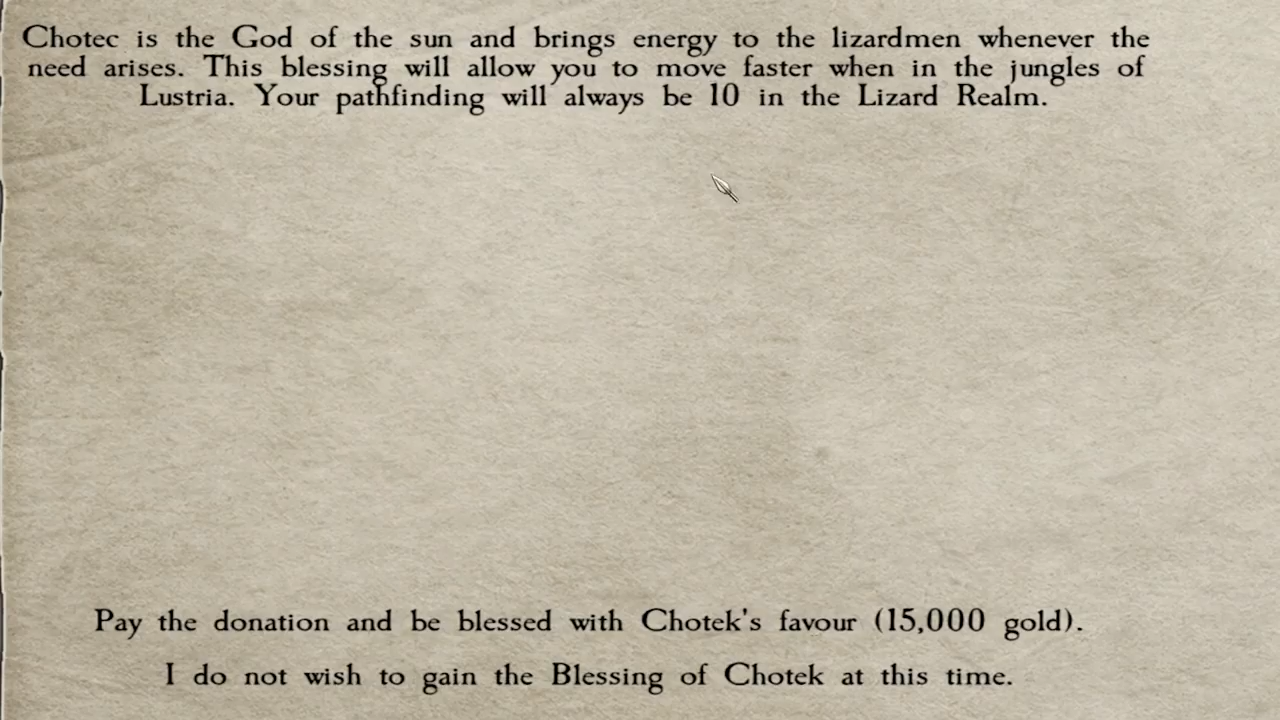 Chotec is the God of the sun and brings energy to the lizardmen whenever the
need arises. This blessing will allow you to move faster when in the jungles of
Lustria. Your pathfinding will always be 10 in the Lizard Realm.
Pay the donation and be blessed with Chotek's favour (15,000 gold).
I do not wish to gain the Blessing of Chotek at this time.